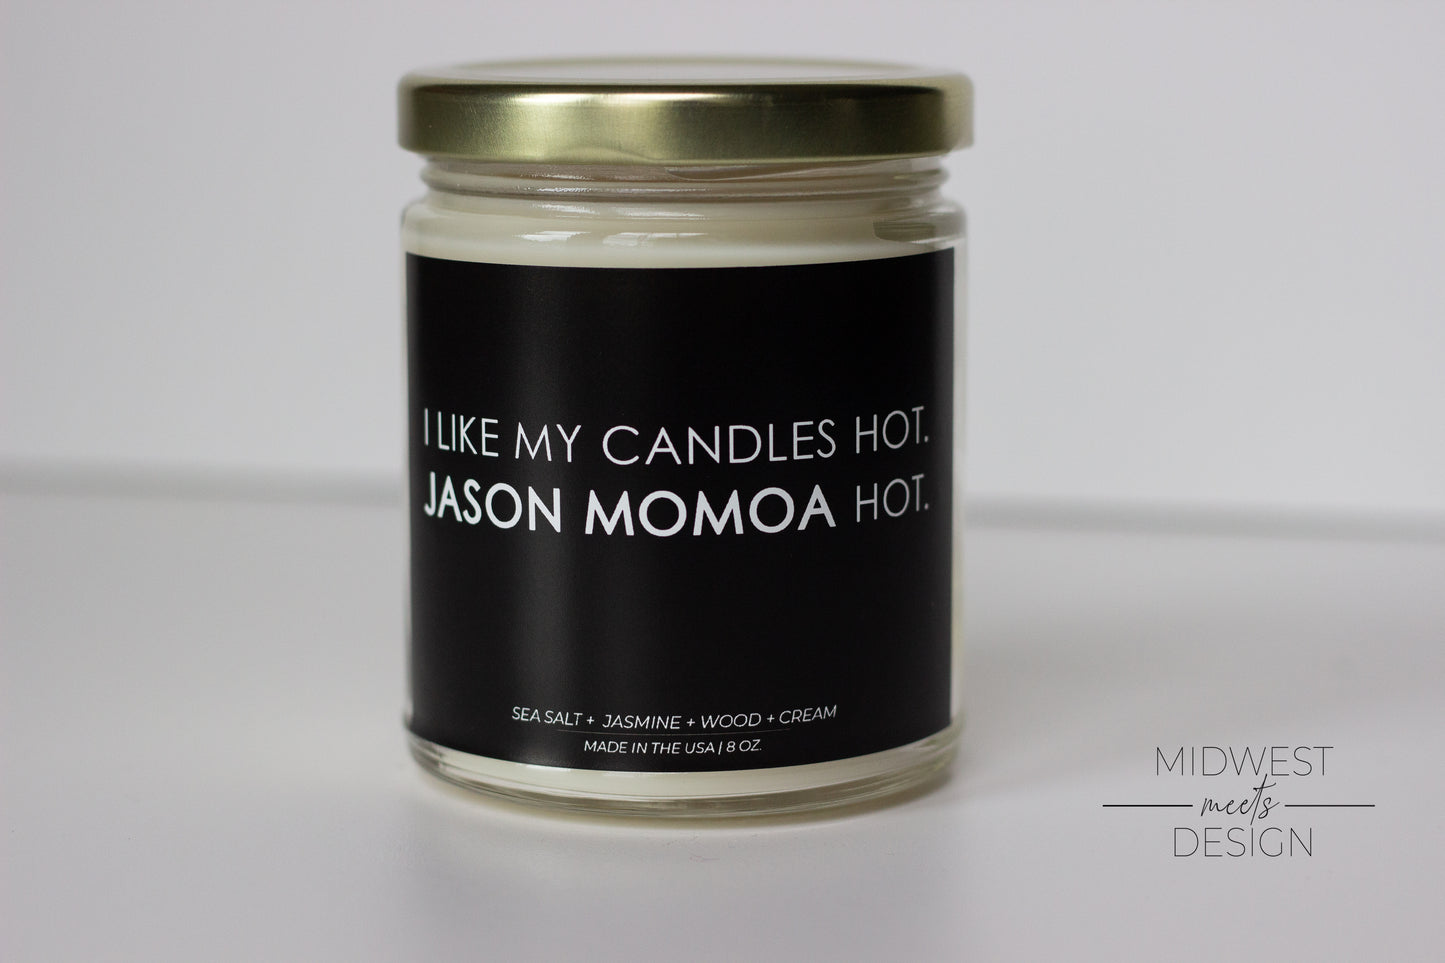 I LIKE MY CANDLES HOT.
JASON MOMOA HOT.
SEA SALT + JASMINE + WOOD + CREAM
MADE IN THE USA | 8 OZ.
MIDWEST
meets
DESIGN